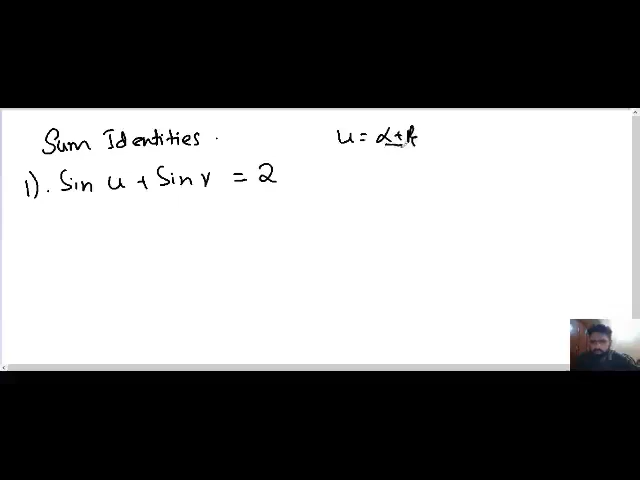 Sum Identities .
u = α + β
1). Sin u + Sin v = 2